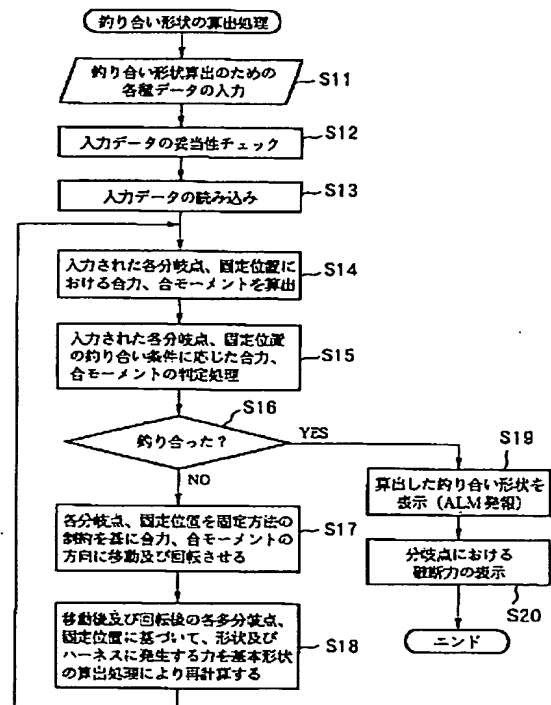 釣り合い形状の算出処理
釣り合い形状算出のための
各種データの入力
S11
入力データの妥当性チェック
S12
入力データの読み込み
S13
入力された各分岐点、固定位置に
おける合力、合モーメントを算出
S14
入力された各分岐点、固定位置
の釣り合い条件に応じた合力、
合モーメントの判定処理
S15
釣り合った?
S16
YES
NO
各分岐点、固定位置を固定方法の
制約を基に合力、合モーメントの
方向に移動及び回転させる
S17
移動後及び回転後の各多分岐点、
固定位置に基づいて、形状及び
ハーネスに発生する力を基本形状
の算出処理により再計算する
S18
S19
算出した釣り合い形状を
表示(ALM発報)
分岐点における
破断力の表示
S20
エンド